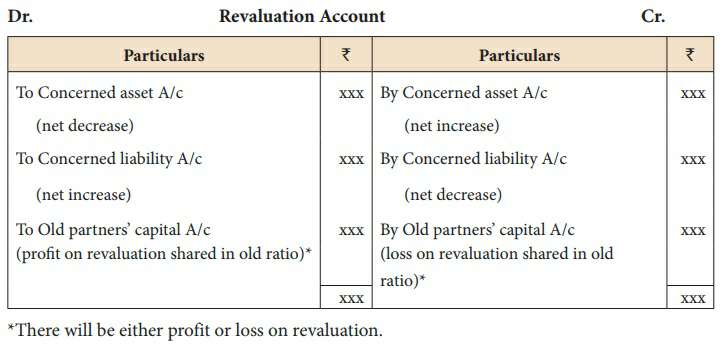 Dr. Revaluation Account Cr.
Particulars ₹ Particulars ₹
To Concerned asset A/c xxx By Concerned asset A/c xxx
(net decrease) (net increase)
To Concerned liability A/c xxx By Concerned liability A/c xxx
(net increase) (net decrease)
To Old partners' capital A/c xxx By Old partners' capital A/c xxx
(profit on revaluation shared in old ratio)* (loss on revaluation shared in old
ratio)*
xxx xxx
*There will be either profit or loss on revaluation.